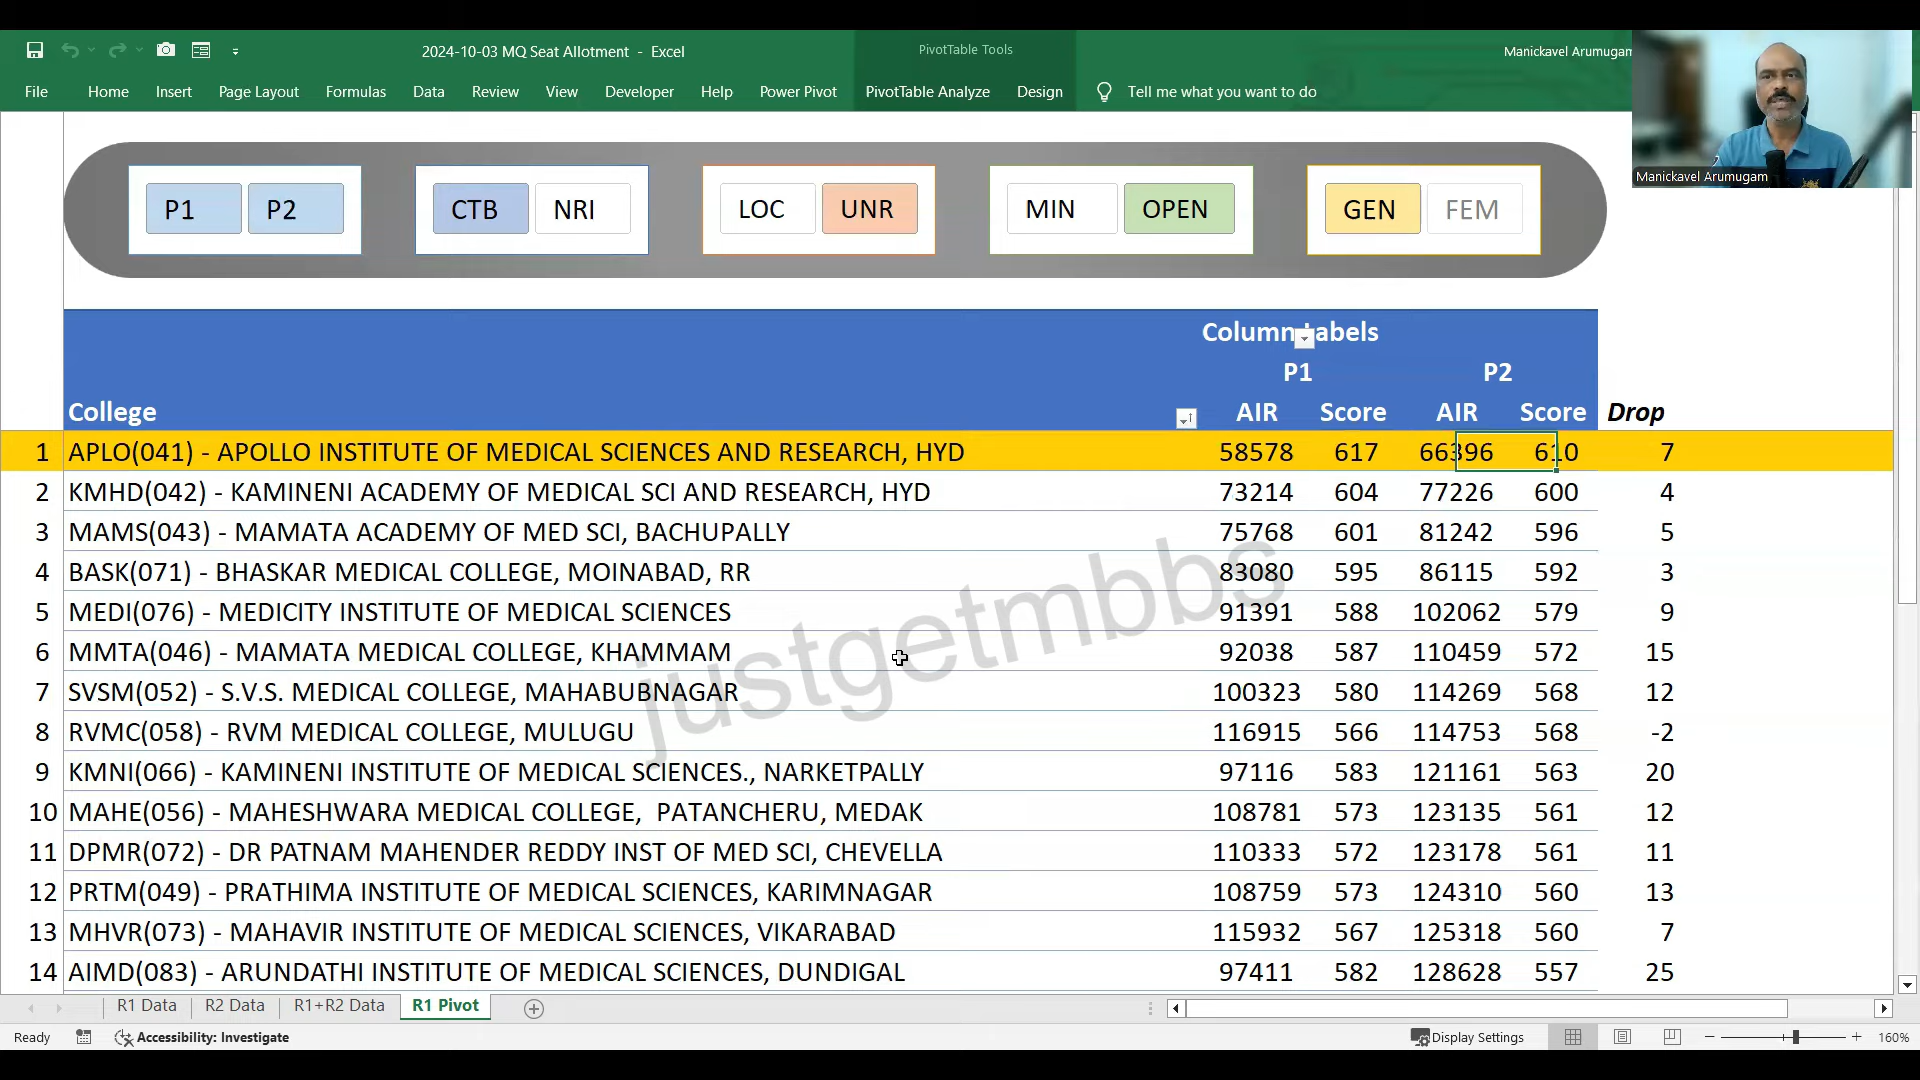 2024-10-03 MQ Seat Allotment - Excel
PivotTable Tools
Manickavel Arumugam
File Home Insert Page Layout Formulas Data Review View Developer Help Power Pivot PivotTable Analyze Design Tell me what you want to do
Manickavel Arumugam
P1 P2 CTB NRI LOC UNR MIN OPEN GEN FEM
Column Labels
P1 P2
College AIR Score AIR Score Drop
1 APLO(041) - APOLLO INSTITUTE OF MEDICAL SCIENCES AND RESEARCH, HYD 58578 617 66396 610 7
2 KMHD(042) - KAMINENI ACADEMY OF MEDICAL SCI AND RESEARCH, HYD 73214 604 77226 600 4
3 MAMS(043) - MAMATA ACADEMY OF MED SCI, BACHUPALLY 75768 601 81242 596 5
4 BASK(071) - BHASKAR MEDICAL COLLEGE, MOINABAD, RR 83080 595 86115 592 3
5 MEDI(076) - MEDICITY INSTITUTE OF MEDICAL SCIENCES 91391 588 102062 579 9
6 MMTA(046) - MAMATA MEDICAL COLLEGE, KHAMMAM 92038 587 110459 572 15
7 SVSM(052) - S.V.S. MEDICAL COLLEGE, MAHABUBNAGAR 100323 580 114269 568 12
8 RVMC(058) - RVM MEDICAL COLLEGE, MULUGU 116915 566 114753 568 -2
9 KMNI(066) - KAMINENI INSTITUTE OF MEDICAL SCIENCES., NARKETPALLY 97116 583 121161 563 20
10 MAHE(056) - MAHESHWARA MEDICAL COLLEGE, PATANCHERU, MEDAK 108781 573 123135 561 12
11 DPMR(072) - DR PATNAM MAHENDER REDDY INST OF MED SCI, CHEVELLA 110333 572 123178 561 11
12 PRTM(049) - PRATHIMA INSTITUTE OF MEDICAL SCIENCES, KARIMNAGAR 108759 573 124310 560 13
13 MHVR(073) - MAHAVIR INSTITUTE OF MEDICAL SCIENCES, VIKARABAD 115932 567 125318 560 7
14 AIMD(083) - ARUNDATHI INSTITUTE OF MEDICAL SCIENCES, DUNDIGAL 97411 582 128628 557 25
justgetmbbs
R1 Data R2 Data R1+R2 Data R1 Pivot
Ready Accessibility: Investigate Display Settings 160%